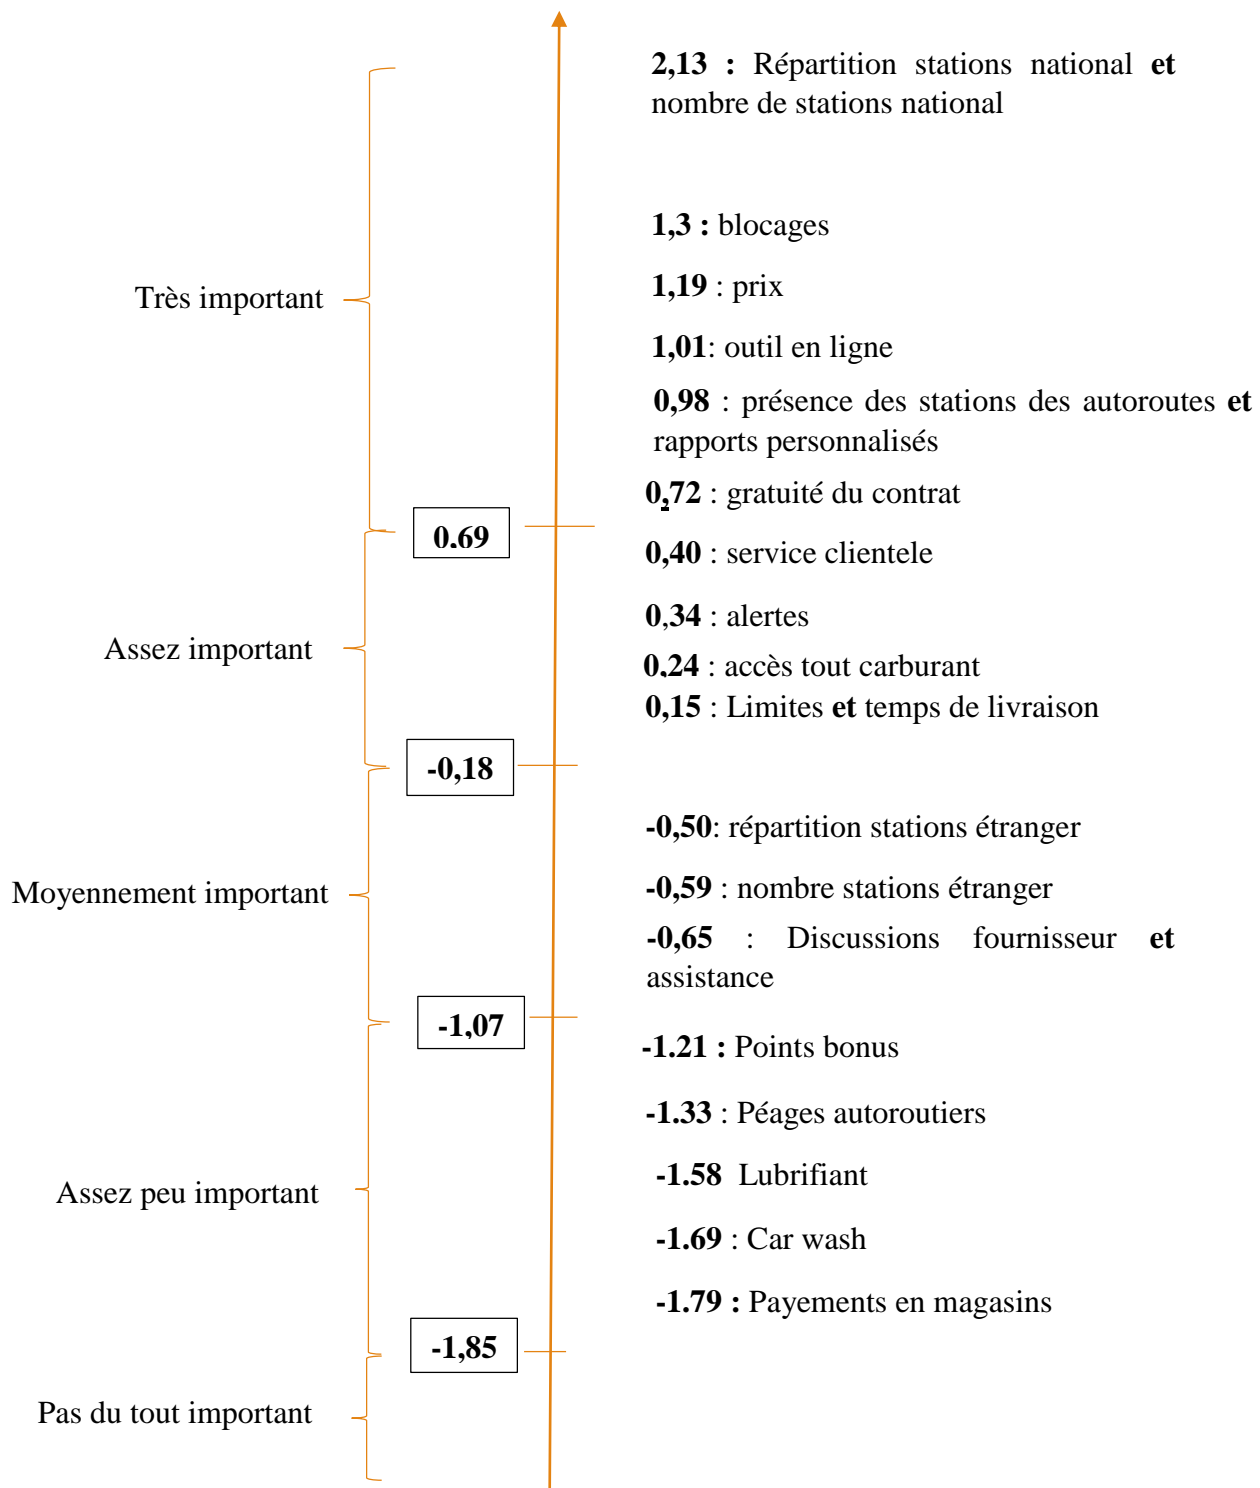 2,13 : Répartition stations national et
nombre de stations national
1,3 : blocages
Très important
1,19 : prix
1,01: outil en ligne
0,98 : présence des stations des autoroutes et
rapports personnalisés
0,72 : gratuité du contrat
0.69
0,40 : service clientele
0,34 : alertes
Assez important
0,24 : accès tout carburant
0,15 : Limites et temps de livraison
-0,18
-0,50: répartition stations étranger
Moyennement important
-0,59 : nombre stations étranger
-0,65 : Discussions fournisseur et
assistance
-1,07
-1.21 : Points bonus
-1.33 : Péages autoroutiers
-1.58 Lubrifiant
Assez peu important
-1.69 : Car wash
-1.79 : Payements en magasins
-1,85
Pas du tout important